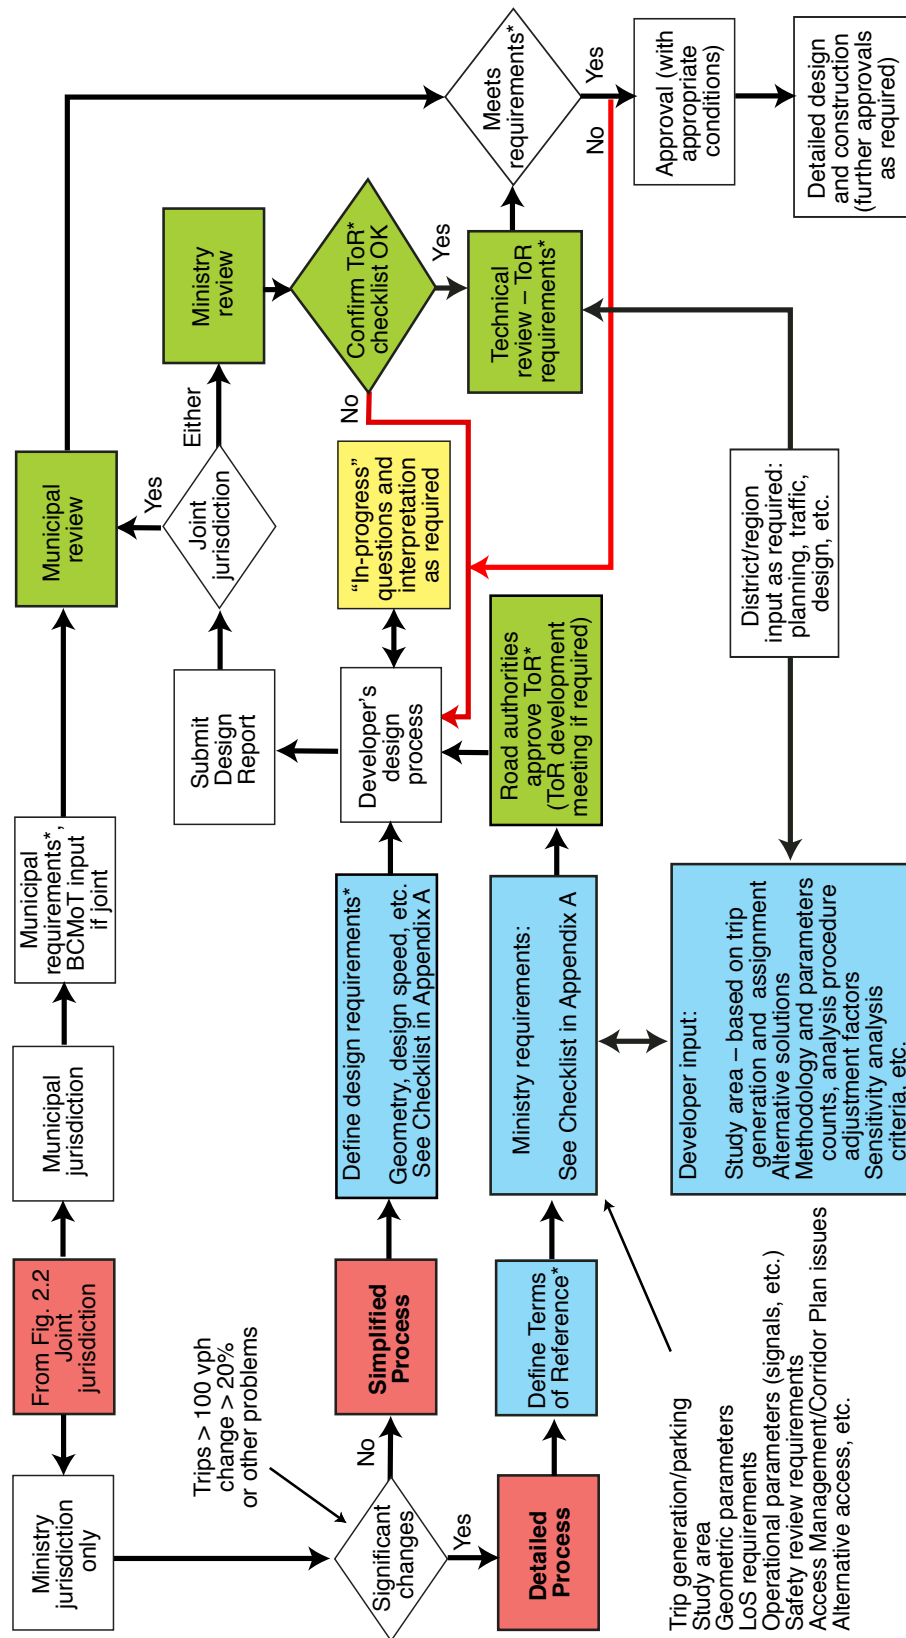 From Fig. 2.2
Joint
jurisdiction
Municipal
jurisdiction
Municipal
requirements*,
BCMoT input
if joint
Municipal
review
Ministry
jurisdiction
only
Trips > 100 vph
change > 20%
or other problems
Significant
changes
No
Yes
Simplified
Process
Define design requirements*
Geometry, design speed, etc.
See Checklist in Appendix A
Developer's
design
process
"In-progress"
questions and
interpretation
as required
Submit
Design
Report
Joint
jurisdiction
Yes
Either
Ministry
review
Confirm ToR*
checklist OK
No
Yes
Technical
review – ToR
requirements*
Meets
requirements*
Yes
No
Approval (with
appropriate
conditions)
Detailed design
and construction
(further approvals
as required)
Detailed
Process
Define Terms
of Reference*
Ministry requirements:
See Checklist in Appendix A
Road authorities
approve ToR*
(ToR development
meeting if required)
Trip generation/parking
Study area
Geometric parameters
LoS requirements
Operational parameters (signals, etc.)
Safety review requirements
Access Management/Corridor Plan issues
Alternative access, etc.
Developer input:
Study area – based on trip
generation and assignment
Alternative solutions
Methodology and parameters
counts, analysis procedure
adjustment factors
Sensitivity analysis
criteria, etc.
District/region
input as required:
planning, traffic,
design, etc.